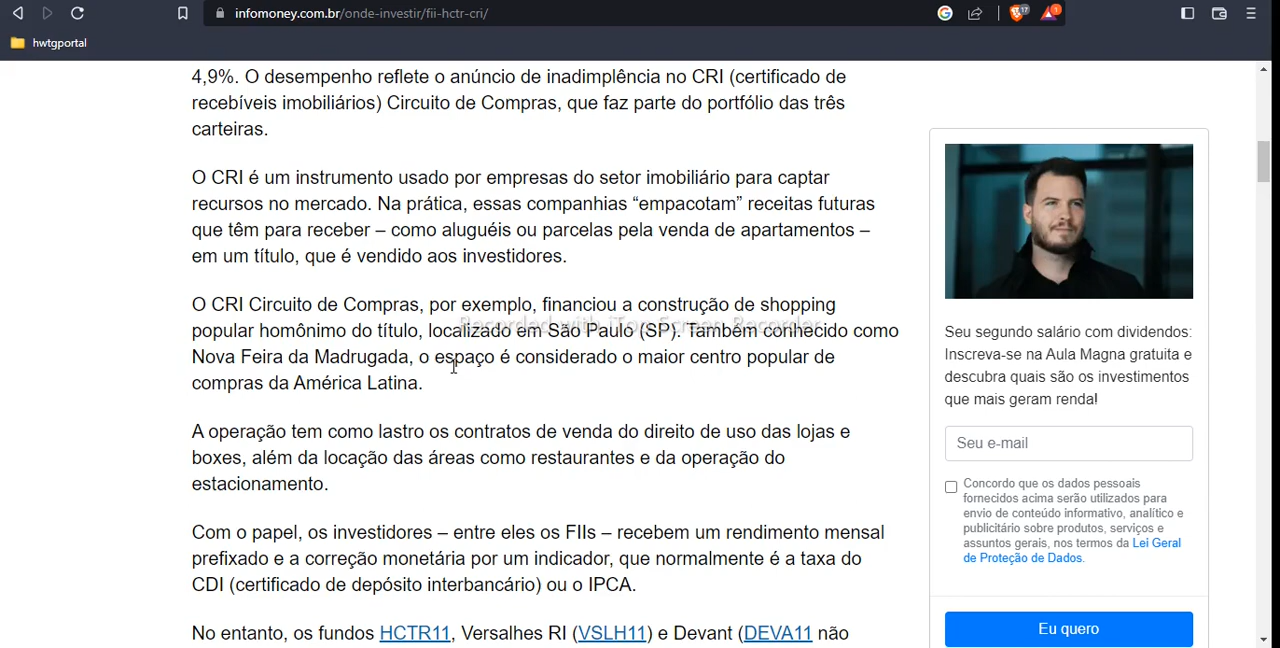 infomoney.com.br/onde-investir/fii-hctr-cri/
17
1
hwtgportal
4,9%. O desempenho reflete o anúncio de inadimplência no CRI (certificado de
recebíveis imobiliários) Circuito de Compras, que faz parte do portfólio das três
carteiras.
O CRI é um instrumento usado por empresas do setor imobiliário para captar
recursos no mercado. Na prática, essas companhias “empacotam” receitas futuras
que têm para receber – como aluguéis ou parcelas pela venda de apartamentos –
em um título, que é vendido aos investidores.
O CRI Circuito de Compras, por exemplo, financiou a construção de shopping
Recorded with iTop Screen Recorder
popular homônimo do título, localizado em São Paulo (SP). Também conhecido como
Nova Feira da Madrugada, o espaço é considerado o maior centro popular de
compras da América Latina.
A operação tem como lastro os contratos de venda do direito de uso das lojas e
boxes, além da locação das áreas como restaurantes e da operação do
estacionamento.
Com o papel, os investidores – entre eles os FIIs – recebem um rendimento mensal
prefixado e a correção monetária por um indicador, que normalmente é a taxa do
CDI (certificado de depósito interbancário) ou o IPCA.
No entanto, os fundos HCTR11, Versalhes RI (VSLH11) e Devant (DEVA11 não
Seu segundo salário com dividendos:
Inscreva-se na Aula Magna gratuita e
descubra quais são os investimentos
que mais geram renda!
Seu e-mail
Concordo que os dados pessoais
fornecidos acima serão utilizados para
envio de conteúdo informativo, analítico e
publicitário sobre produtos, serviços e
assuntos gerais, nos termos da Lei Geral
de Proteção de Dados.
Eu quero